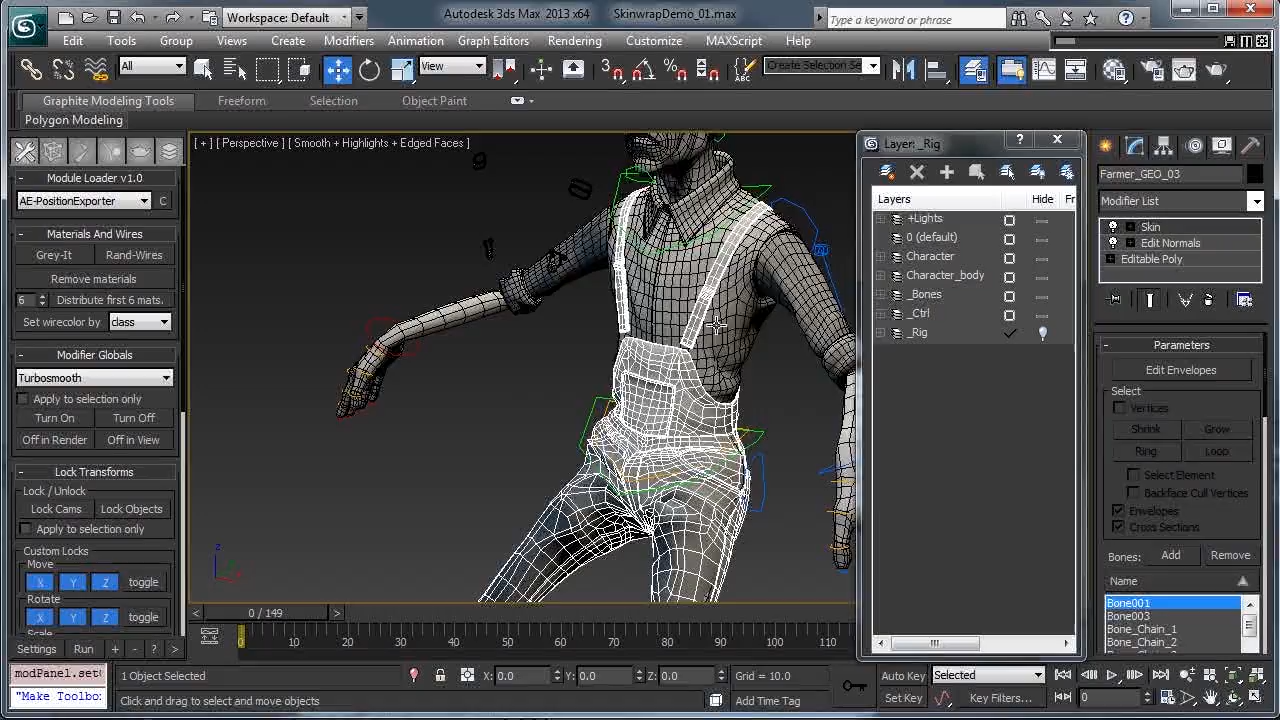 Workspace: Default
Autodesk 3ds Max 2013 x64
SkinwrapDemo_01.max
Type a keyword or phrase
Edit
Tools
Group
Views
Create
Modifiers
Animation
Graph Editors
Rendering
Customize
MAXScript
Help
All
View
Create Selection Se
Graphite Modeling Tools
Freeform
Selection
Object Paint
Polygon Modeling
Module Loader v1.0
AE-PositionExporter
C
Materials And Wires
Grey-It
Rand-Wires
Remove materials
6
Distribute first 6 mats.
Set wirecolor by
class
Modifier Globals
Turbosmooth
Apply to selection only
Turn On
Turn Off
Off in Render
Off in View
Lock Transforms
Lock / Unlock
Lock Cams
Lock Objects
Apply to selection only
Custom Locks
Move
X Y Z toggle
Rotate
X Y Z toggle
Scale
Settings
Run
+ - ? >
[ + ] [ Perspective ] [ Smooth + Highlights + Edged Faces ]
Layer: _Rig
Layers
Hide
Fr
+Lights
0 (default)
Character
Character_body
_Bones
_Ctrl
_Rig
Farmer_GEO_03
Modifier List
Skin
Edit Normals
Editable Poly
Parameters
Edit Envelopes
Select
Vertices
Shrink
Grow
Ring
Loop
Select Element
Backface Cull Vertices
Envelopes
Cross Sections
Bones:
Add
Remove
Name
Bone001
Bone003
Bone_Chain_1
Bone_Chain_2
0 / 149
0 10 20 30 40 50 60 70 80 90 100 110
modPanel.set
"Make Toolbo
1 Object Selected
X: 0.0
Y: 0.0
Z: 0.0
Grid = 10.0
Auto Key
Selected
Click and drag to select and move objects
Add Time Tag
Set Key
Key Filters...
0